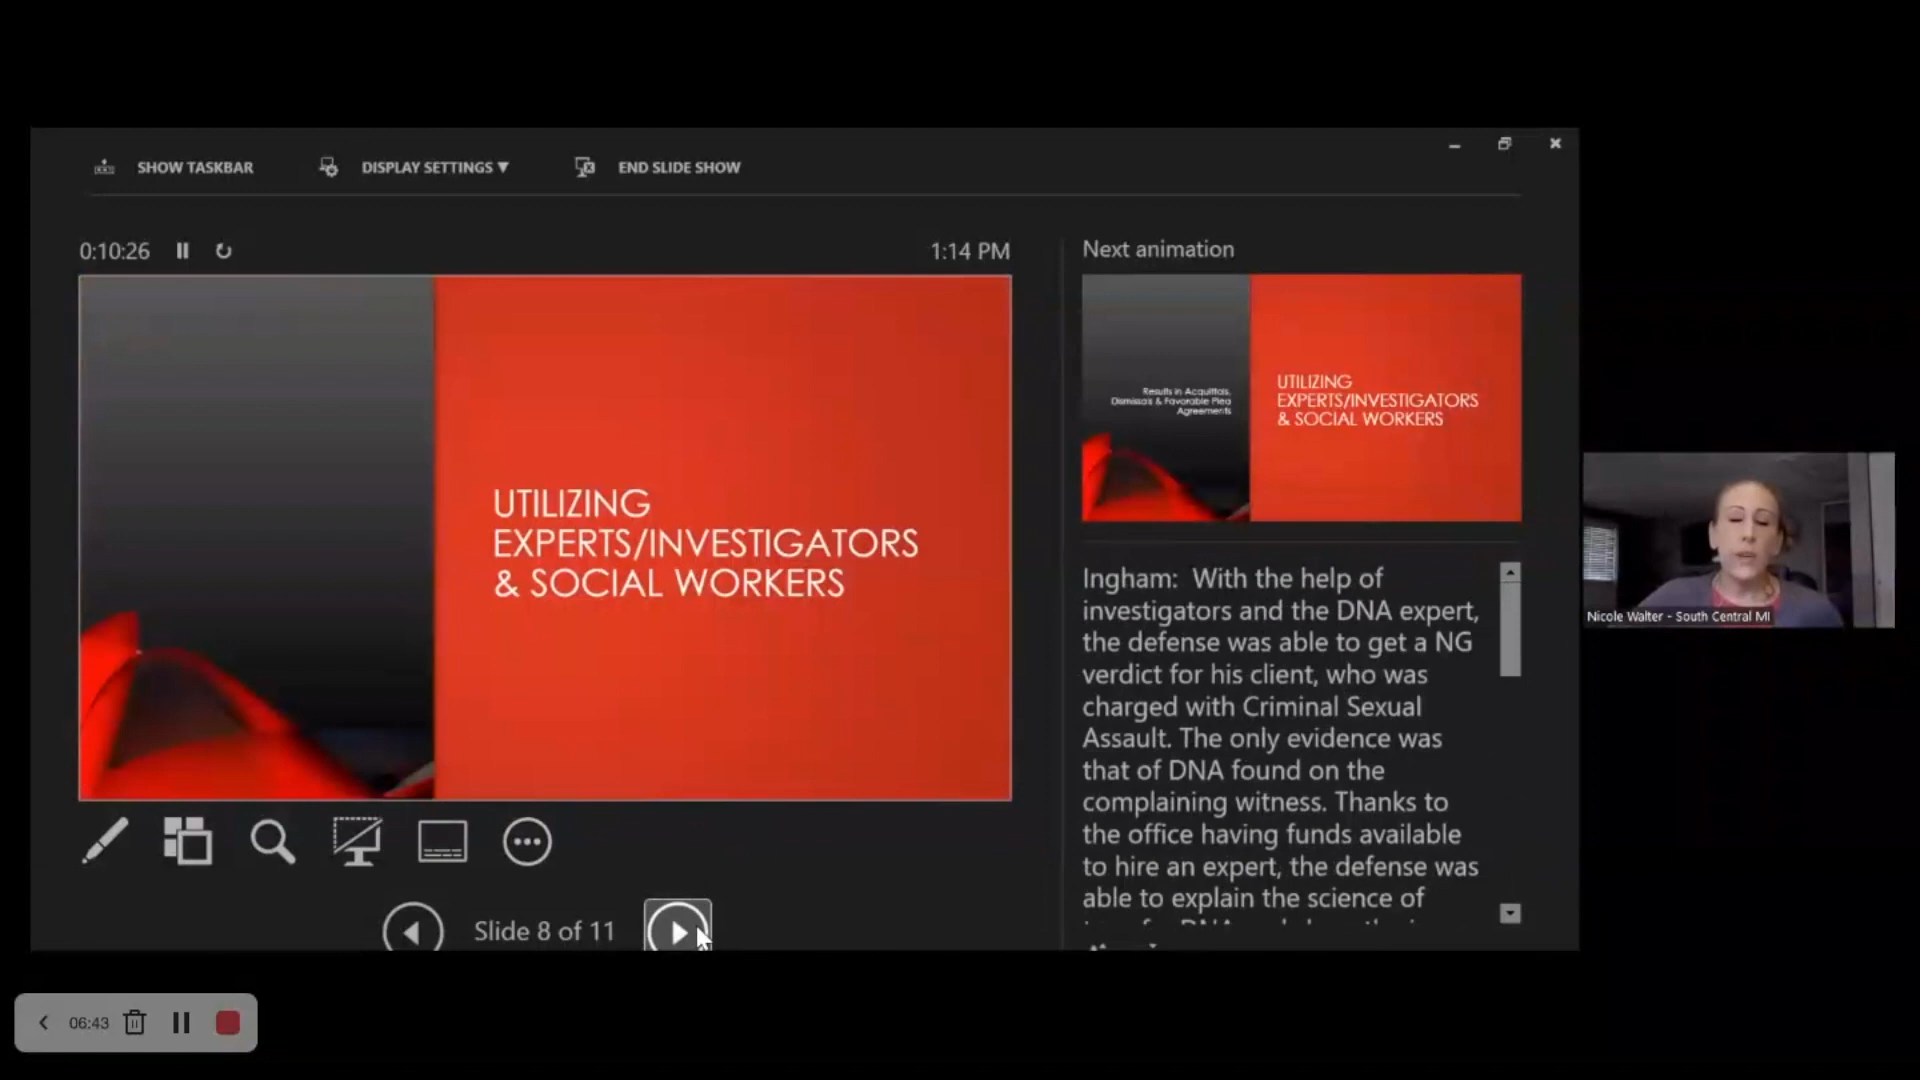 SHOW TASKBAR
DISPLAY SETTINGS ▼
END SLIDE SHOW
0:10:26
1:14 PM
UTILIZING
EXPERTS/INVESTIGATORS
& SOCIAL WORKERS
Slide 8 of 11
Next animation
Results in Acquittals,
Dismissals & Favorable Plea
Agreements
UTILIZING
EXPERTS/INVESTIGATORS
& SOCIAL WORKERS
Ingham: With the help of
investigators and the DNA expert,
the defense was able to get a NG
verdict for his client, who was
charged with Criminal Sexual
Assault. The only evidence was
that of DNA found on the
complaining witness. Thanks to
the office having funds available
to hire an expert, the defense was
able to explain the science of
Nicole Walter - South Central MI
06:43